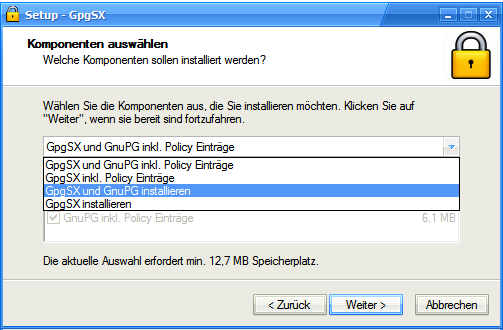 Setup - GpgSX
Komponenten auswählen
Welche Komponenten sollen installiert werden?
Wählen Sie die Komponenten aus, die Sie installieren möchten. Klicken Sie auf
"Weiter", wenn sie bereit sind fortzufahren.
GpgSX und GnuPG inkl. Policy Einträge
GpgSX und GnuPG inkl. Policy Einträge
GpgSX inkl. Policy Einträge
GpgSX und GnuPG installieren
GpgSX installieren
GnuPG inkl. Policy Einträge 6,1 MB
Die aktuelle Auswahl erfordert min. 12,7 MB Speicherplatz.
< Zurück Weiter > Abbrechen